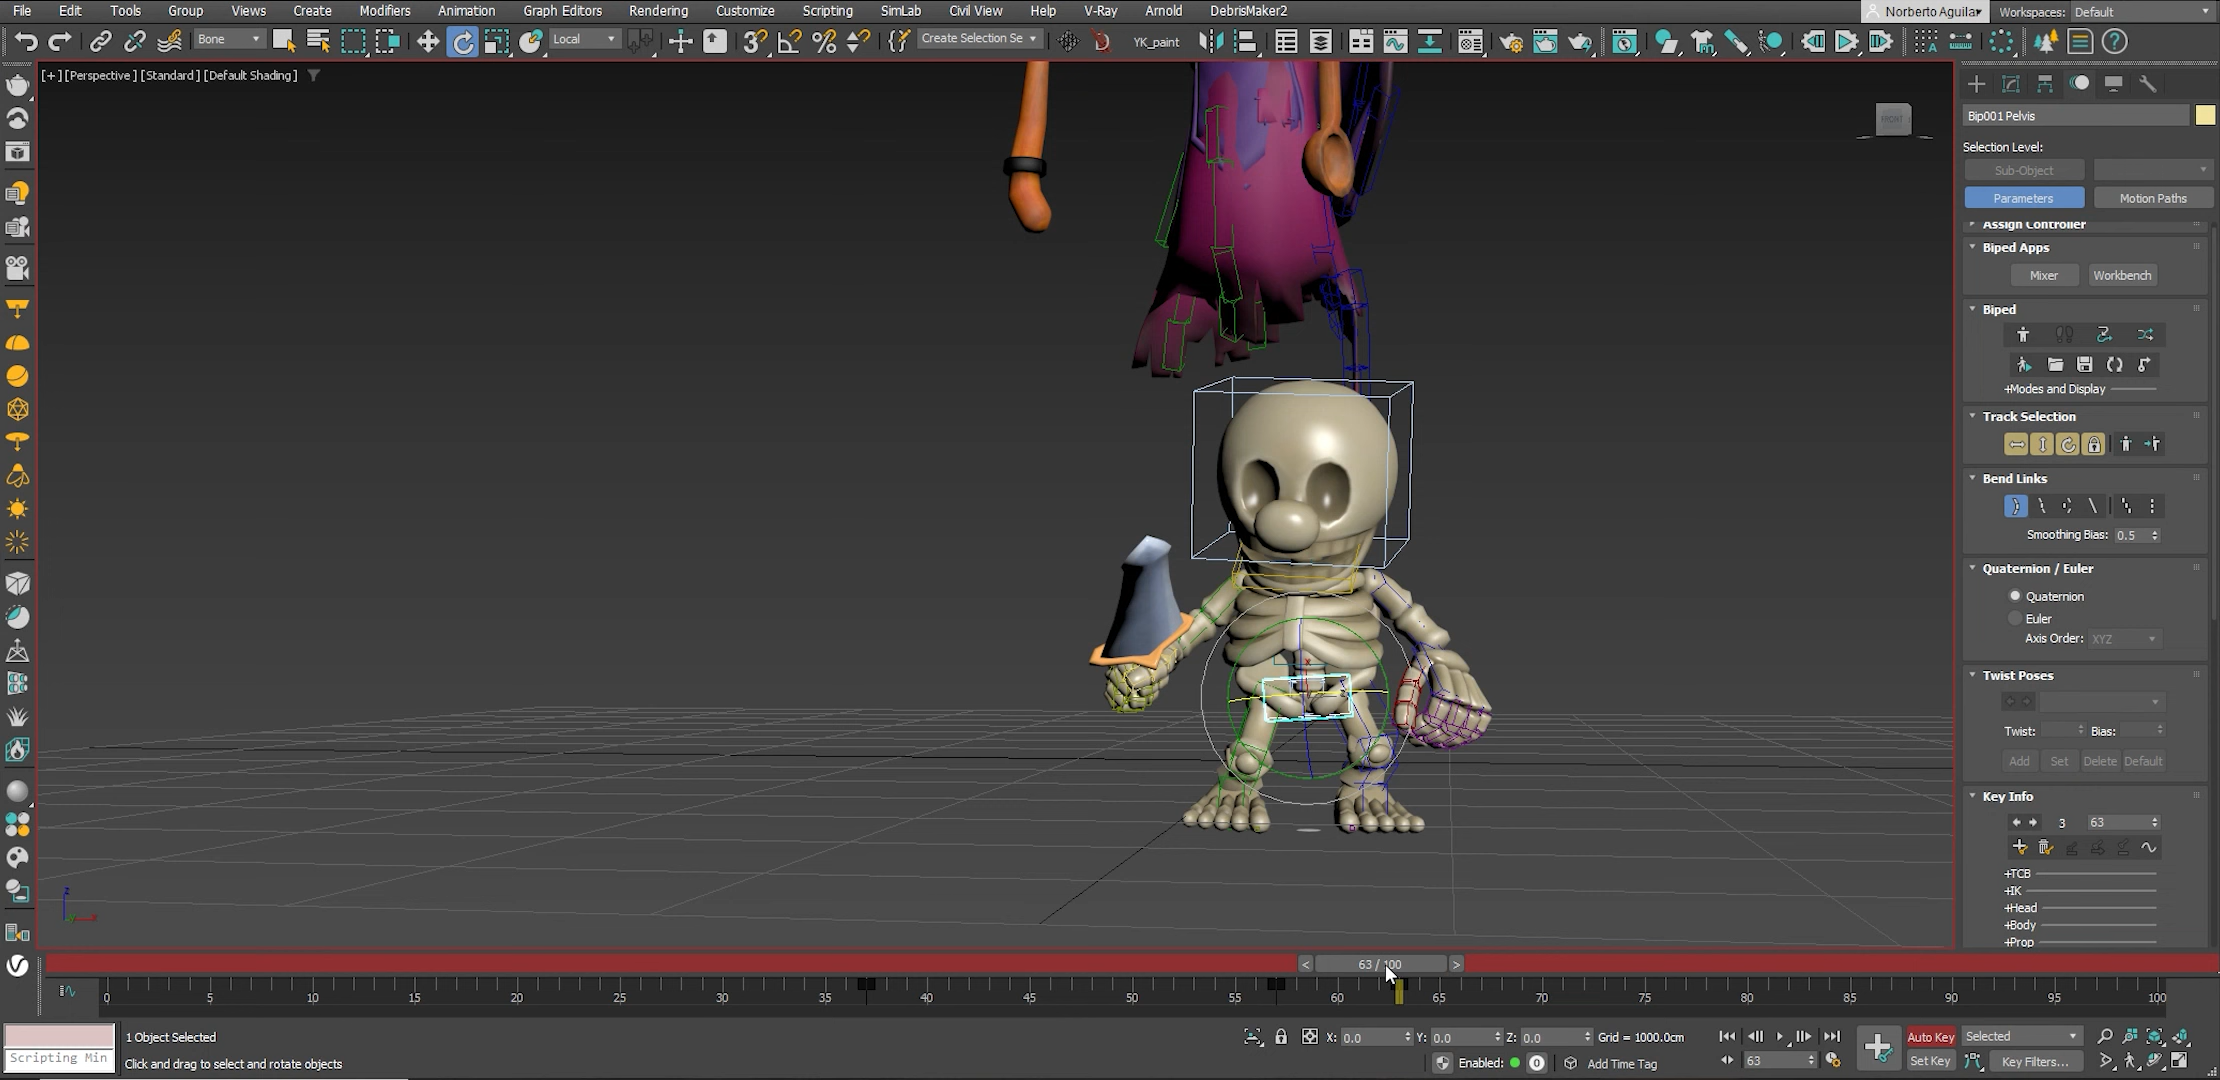 File Edit Tools Group Views Create Modifiers Animation Graph Editors Rendering Customize Scripting SimLab Civil View Help V-Ray Arnold DebrisMaker2 Norberto Aguilar Workspaces: Default
Bone Local Create Selection Se YK_paint
[+] [Perspective] [Standard] [Default Shading]
FRONT
Bip001 Pelvis
Selection Level:
Sub-Object
Parameters Motion Paths
Assign Controller
Biped Apps
Mixer Workbench
Biped
+Modes and Display
Track Selection
Bend Links
Smoothing Bias: 0.5
Quaternion / Euler
Quaternion
Euler
Axis Order: XYZ
Twist Poses
Twist: Bias:
Add Set Delete Default
Key Info
3 63
+TCB
+IK
+Head
+Body
+Prop
z
x
< 63 / 100 >
0 5 10 15 20 25 30 35 40 45 50 55 60 65 70 75 80 85 90 95 100
1 Object Selected X: 0.0 Y: 0.0 Z: 0.0 Grid = 1000.0cm Auto Key Selected
Scripting Min Click and drag to select and rotate objects Enabled: 0 Add Time Tag 63 Set Key Key Filters...